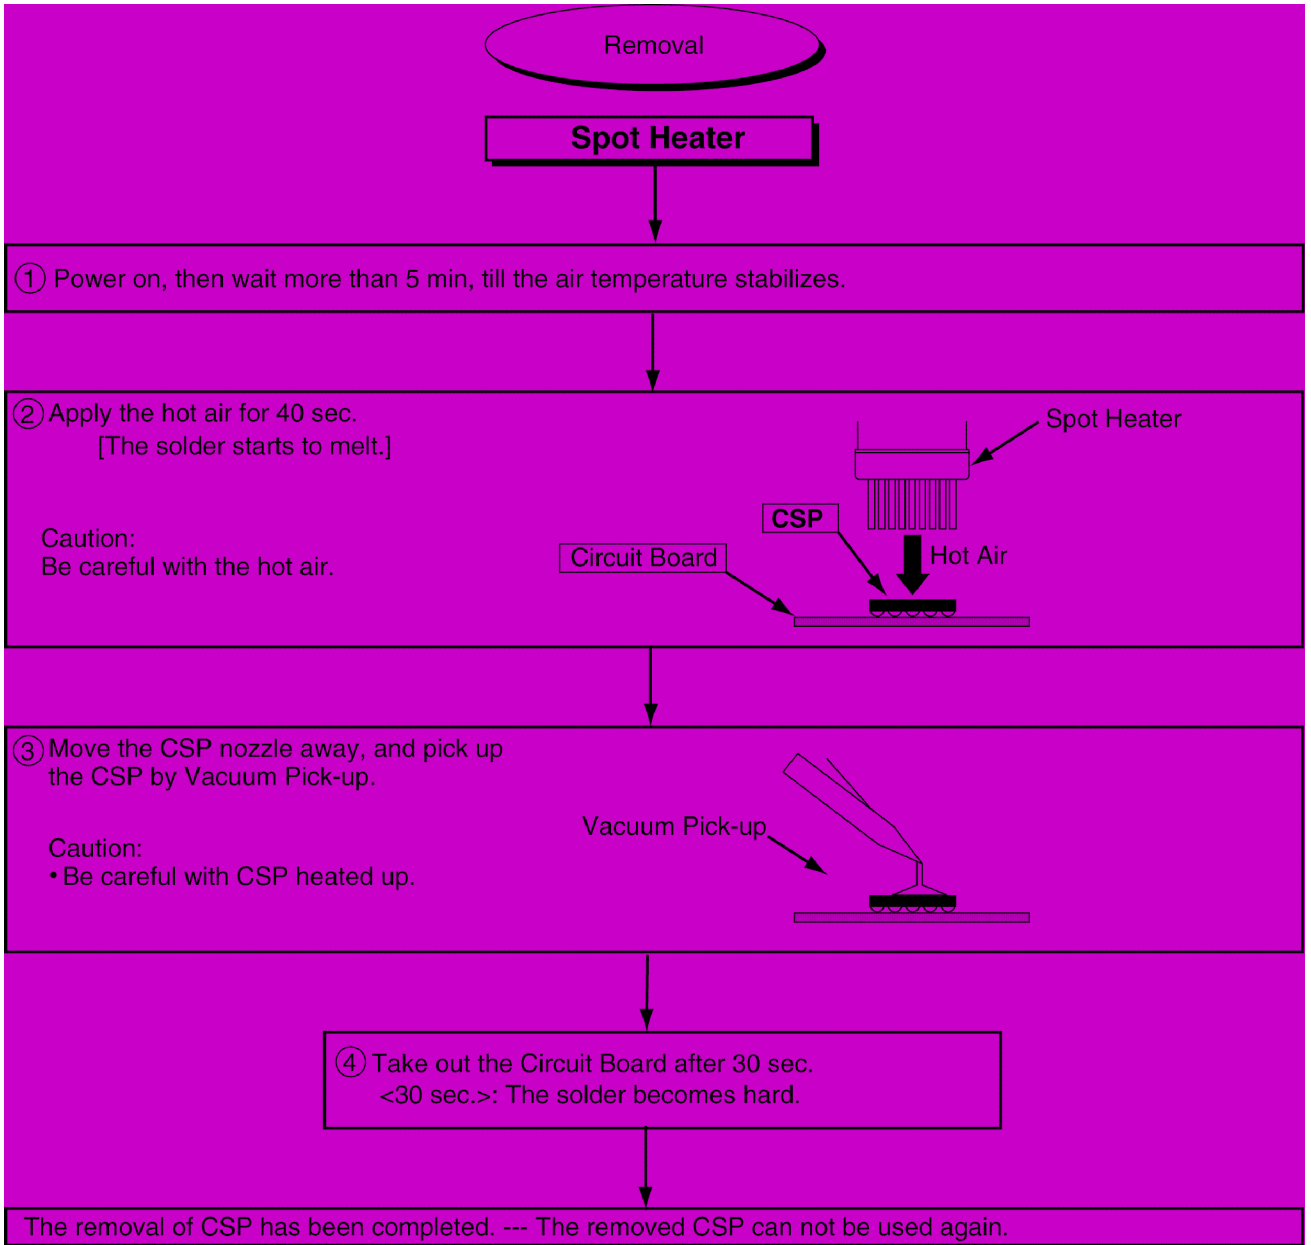 Removal
Spot Heater
① Power on, then wait more than 5 min, till the air temperature stabilizes.
② Apply the hot air for 40 sec.
[The solder starts to melt.]
Caution:
Be careful with the hot air.
Spot Heater
CSP
Hot Air
Circuit Board
③ Move the CSP nozzle away, and pick up
the CSP by Vacuum Pick-up.
Caution:
• Be careful with CSP heated up.
Vacuum Pick-up
④ Take out the Circuit Board after 30 sec.
<30 sec.>: The solder becomes hard.
The removal of CSP has been completed. --- The removed CSP can not be used again.